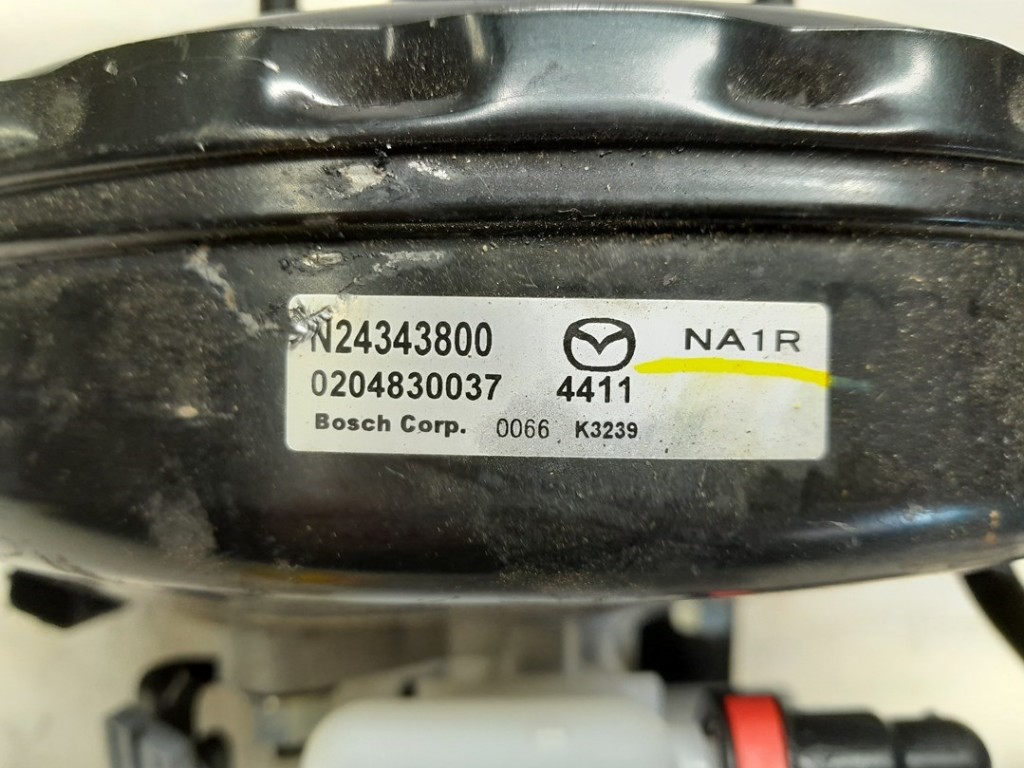 N24343800 NA1R
0204830037 4411
Bosch Corp. 0066 K3239